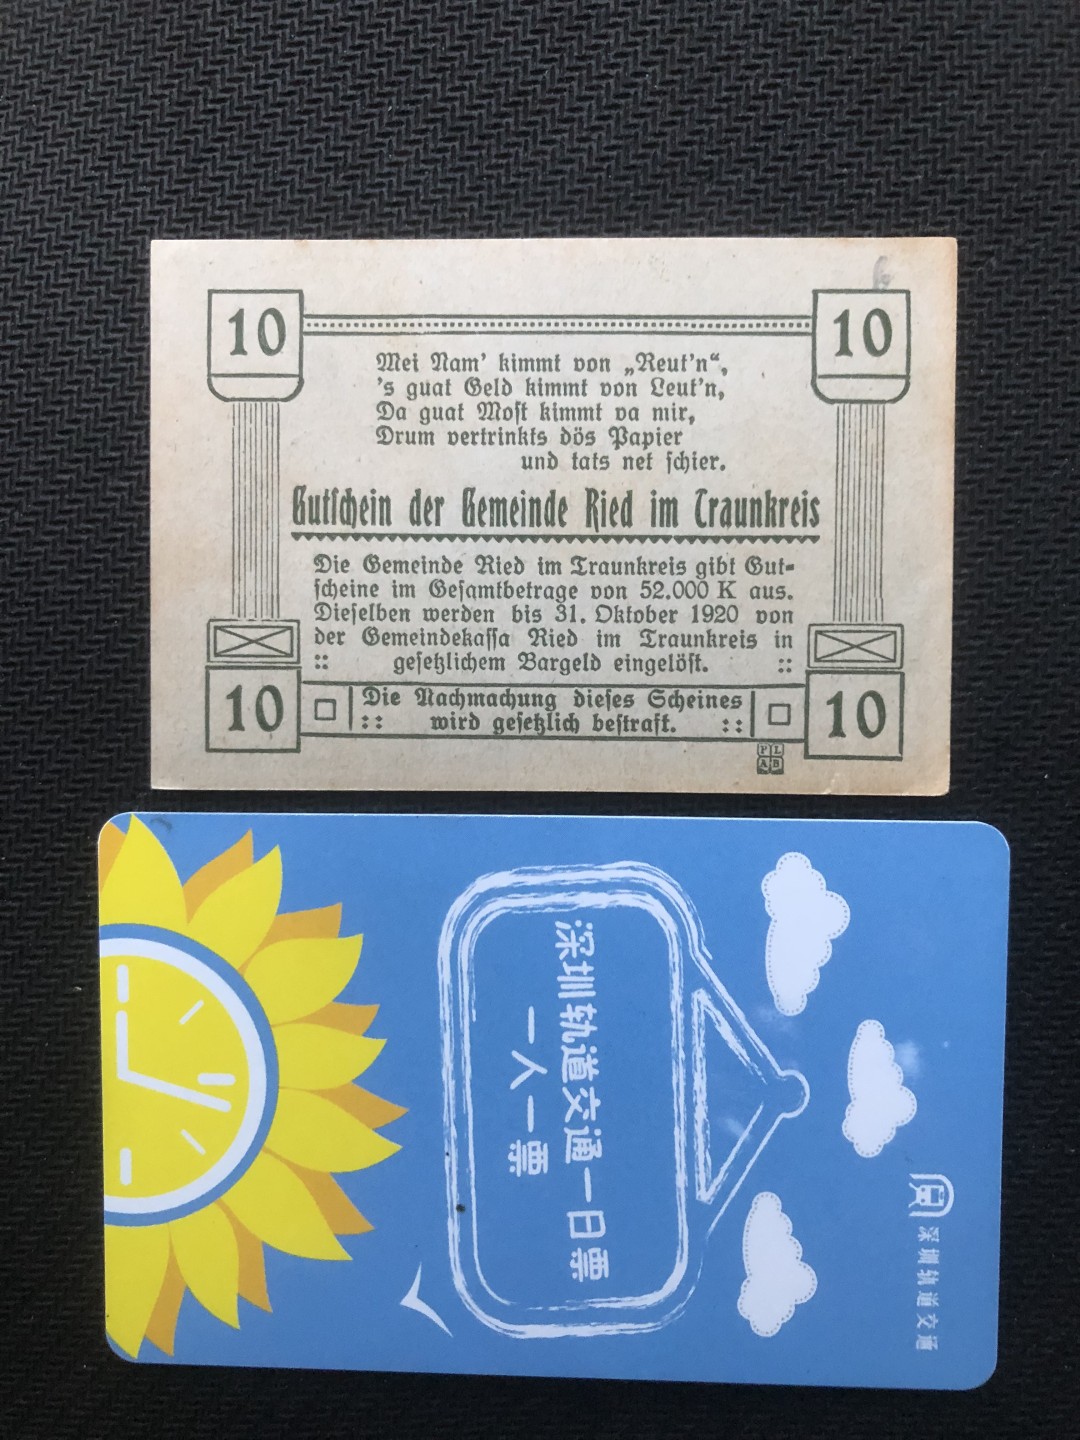 10
10
Mei Nam' kimmt von „Reut'n“,
's guat Geld kimmt von Leut'n,
Da guat Most kimmt va mir,
Drum vertrinkts dös Papier
und tats net schier.
Gutschein der Gemeinde Ried im Traunkreis
Die Gemeinde Ried im Traunkreis gibt Gut-
scheine im Gesamtbetrage von 52.000 K aus.
Dieselben werden bis 31. Oktober 1920 von
der Gemeindekassa Ried im Traunkreis in
:: gesetzlichem Bargeld eingelöst. ::
10
Die Nachmachung dieses Scheines
:: wird gesetzlich bestraft. ::
10
P L
A B
深圳轨道交通
深圳轨道交通一日票
一人一票